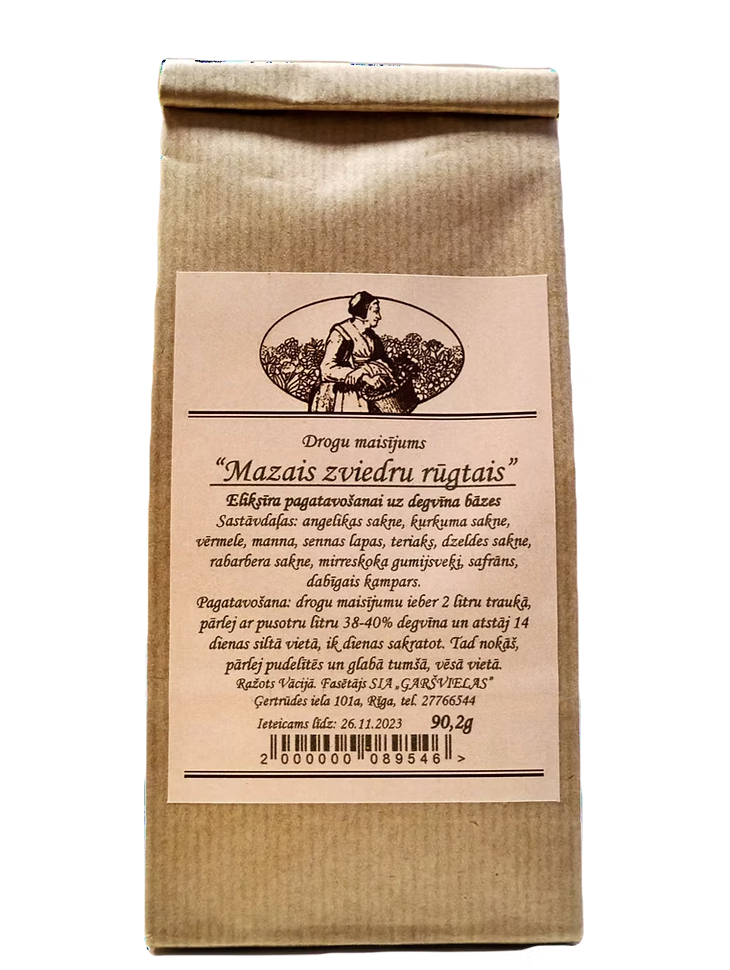 Drogu maisījums
“Mazais zviedru rūgtais”
Eliksīra pagatavošanai uz degvīna bāzes
Sastāvdaļas: angelikas sakne, kurkuma sakne,
vērmele, manna, sennas lapas, teriaks, dzeldes sakne,
rabarbera sakne, mirreskoka gumijsveķi, safrāns,
dabīgais kampars.
Pagatavošana: drogu maisījumu ieber 2 litru traukā,
pārlej ar pusotru litru 38-40% degvīna un atstāj 14
dienas siltā vietā, ik dienas sakratot. Tad nokāš,
pārlej pudelītēs un glabā tumšā, vēsā vietā.
Ražots Vācijā. Fasētājs SIA „GARŠVIELAS”
Ģertrūdes iela 101a, Rīga, tel. 27766544
Ieteicams līdz: 26.11.2023 90,2g
2 000000 089546 >